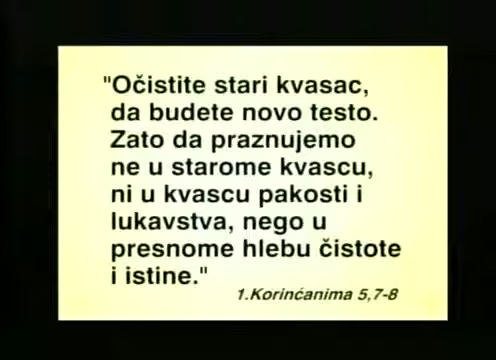 "Očistite stari kvasac,
da budete novo testo.
Zato da praznujemo
ne u starome kvascu,
ni u kvascu pakosti i
lukavstva, nego u
presnome hlebu čistote
i istine."
1.Korinćanima 5,7-8